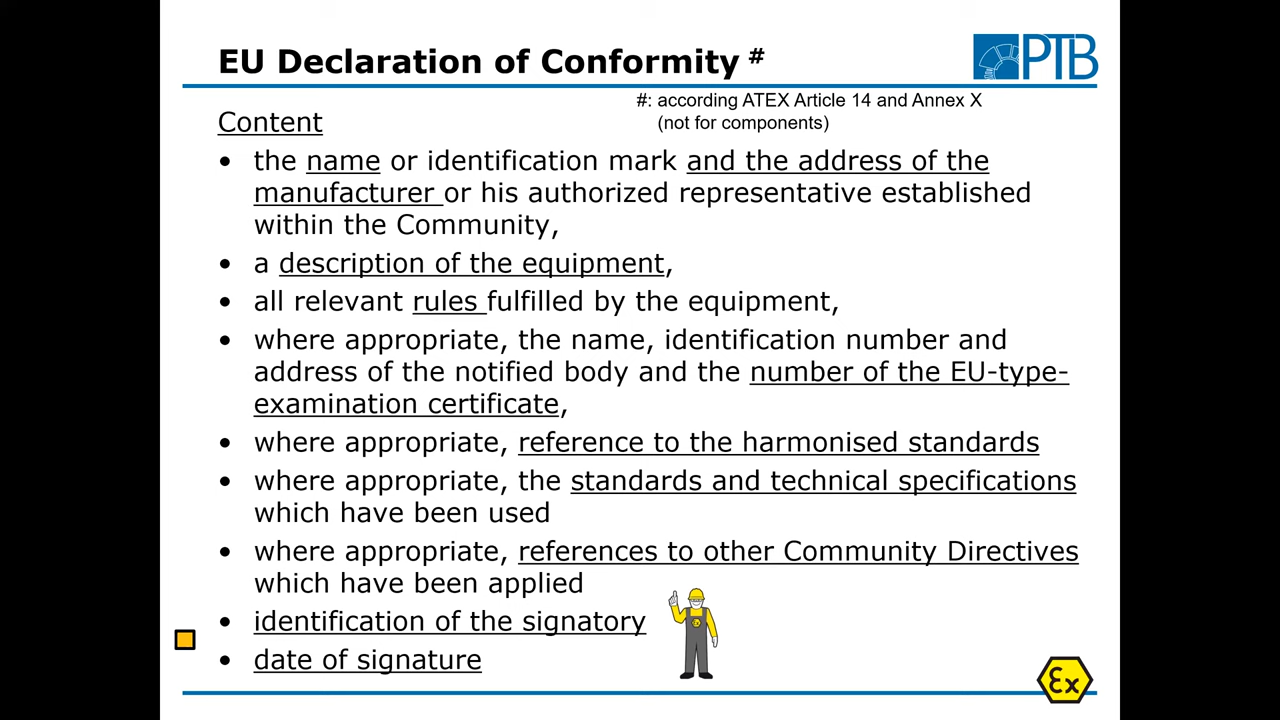 EU Declaration of Conformity #
PTB
#: according ATEX Article 14 and Annex X
(not for components)
Content
• the name or identification mark and the address of the
manufacturer or his authorized representative established
within the Community,
• a description of the equipment,
• all relevant rules fulfilled by the equipment,
• where appropriate, the name, identification number and
address of the notified body and the number of the EU-type-
examination certificate,
• where appropriate, reference to the harmonised standards
• where appropriate, the standards and technical specifications
which have been used
• where appropriate, references to other Community Directives
which have been applied
• identification of the signatory
• date of signature
Ex